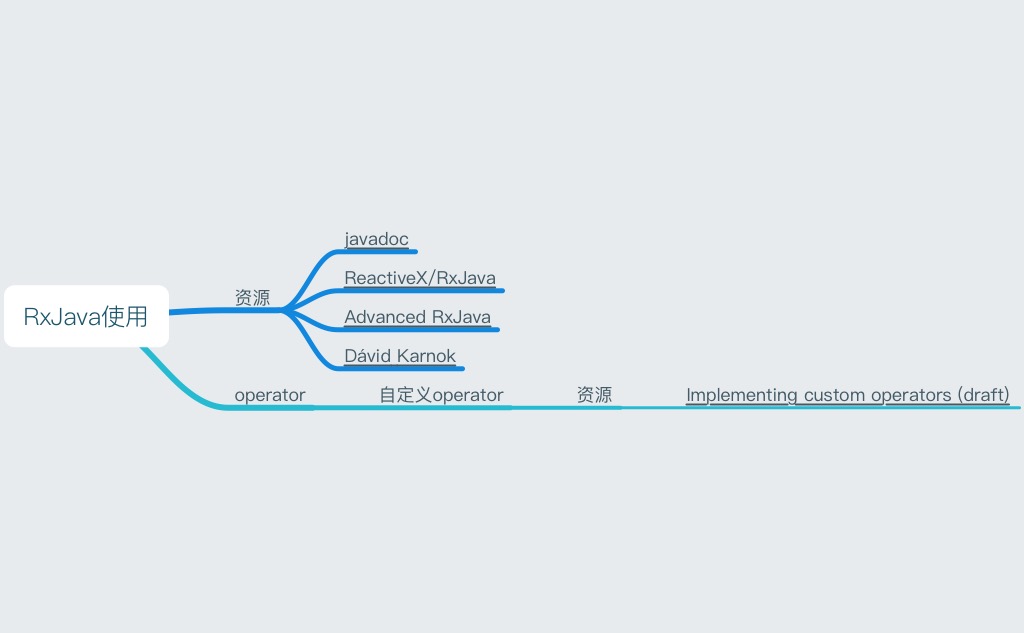 javadoc
ReactiveX/RxJava
资源
RxJava使用
Advanced RxJava
Dávid Karnok
operator
自定义operator
资源
Implementing custom operators (draft)